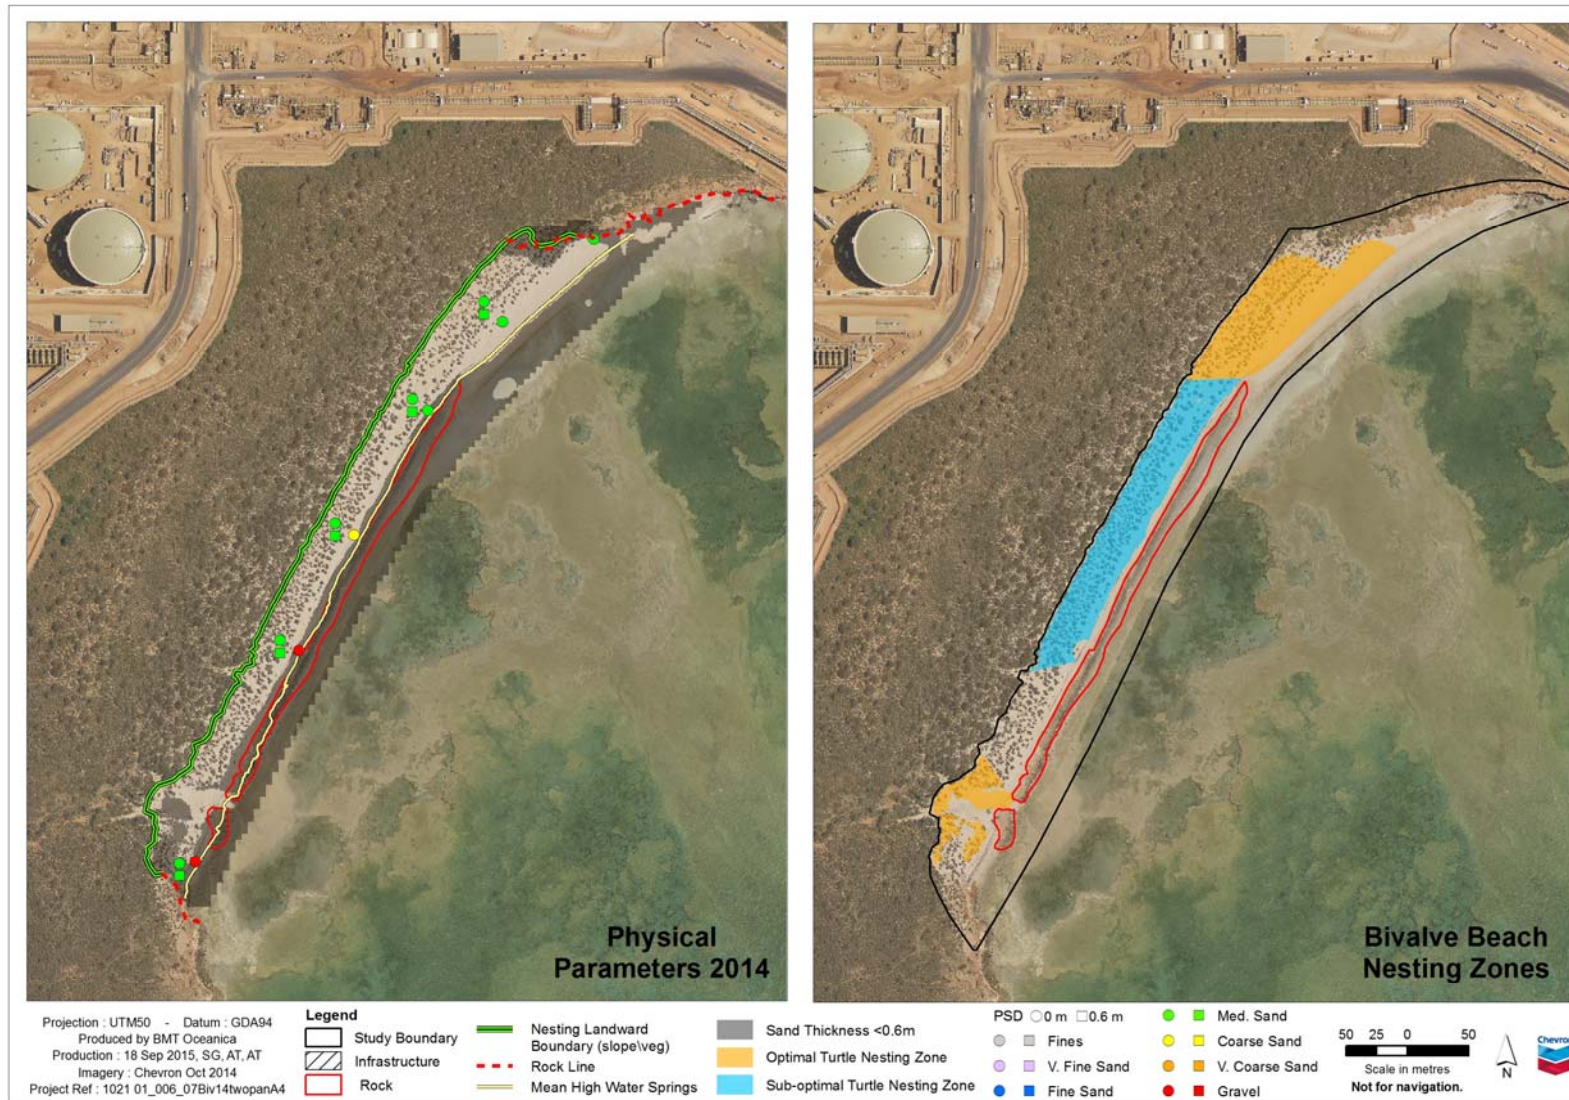 Physical
Parameters 2014
Bivalve Beach
Nesting Zones
Projection : UTM50 - Datum : GDA94
Produced by BMT Oceanica
Production : 18 Sep 2015, SG, AT, AT
Imagery : Chevron Oct 2014
Project Ref : 1021 01_006_07Biv14twopanA4
Legend
Study Boundary
Infrastructure
Rock
Nesting Landward
Boundary (slope\veg)
Rock Line
Mean High Water Springs
Sand Thickness <0.6m
Optimal Turtle Nesting Zone
Sub-optimal Turtle Nesting Zone
PSD 0 m 0.6 m
Fines
V. Fine Sand
Fine Sand
Med. Sand
Coarse Sand
V. Coarse Sand
Gravel
50 25 0 50
Scale in metres
Not for navigation.
N
Chevron